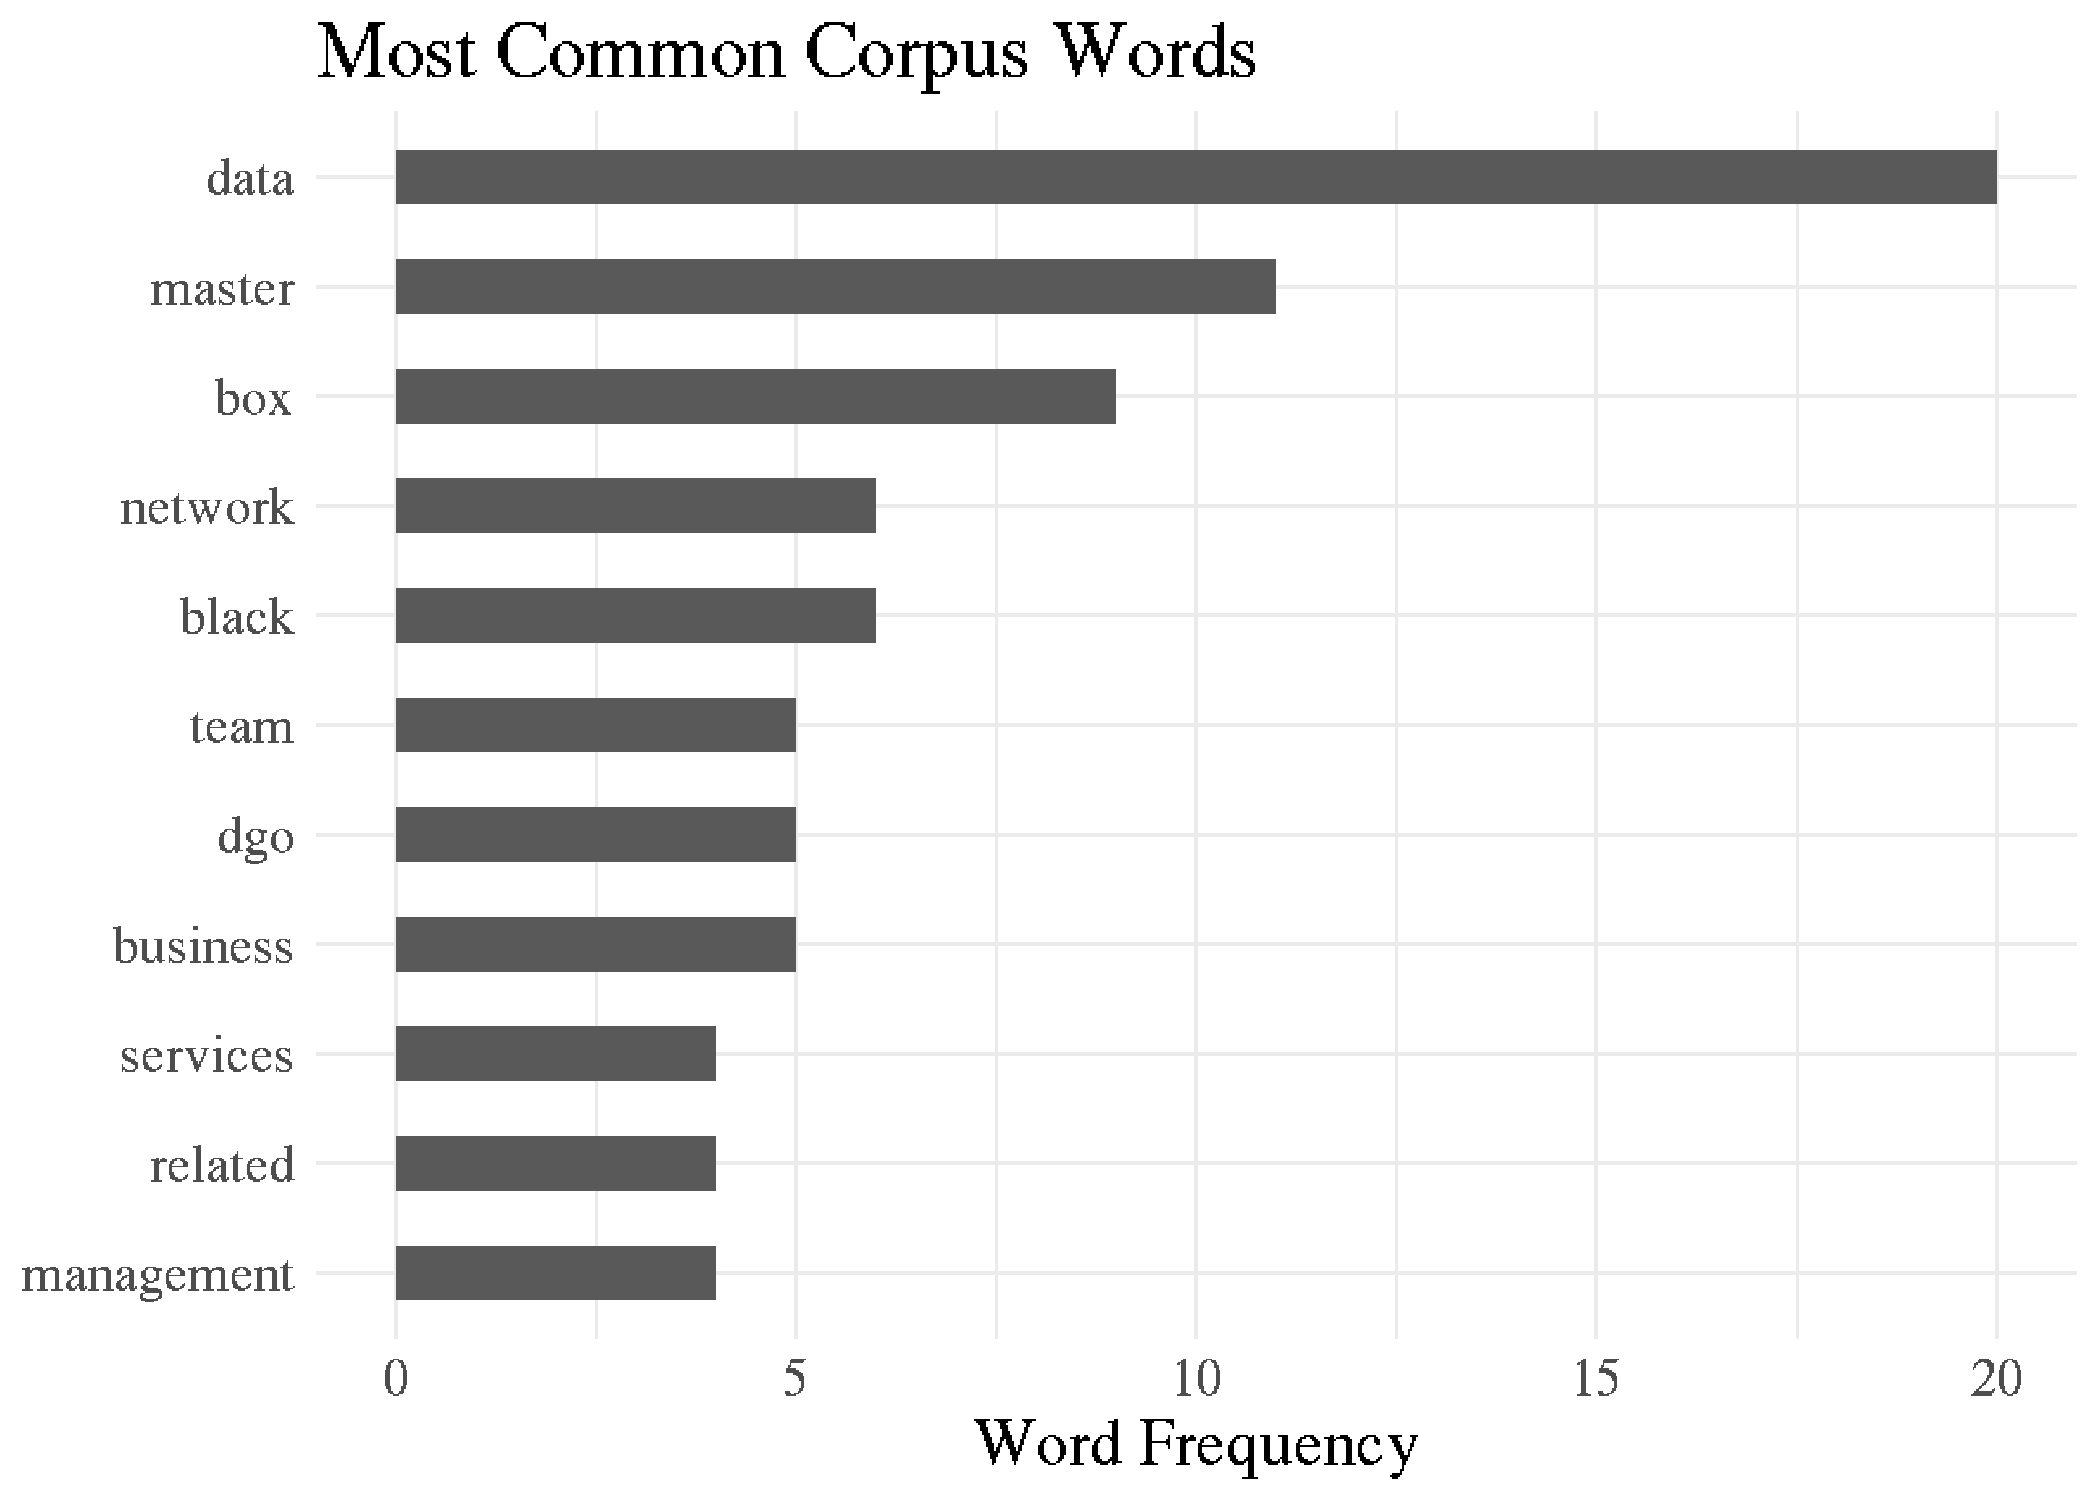 Most Common Corpus Words
data
master
box
network
black
team
dgo
business
services
related
management
0 5 10 15 20
Word Frequency